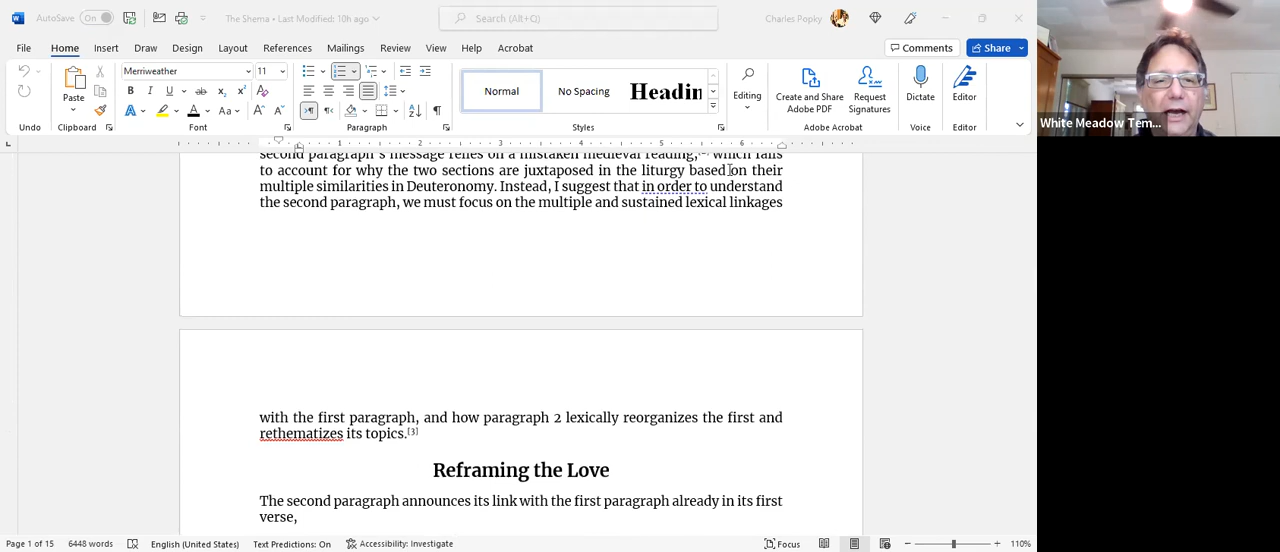 AutoSave Off
The Shema • Last Modified: 10h ago
Search (Alt+Q)
Charles Popky
File Home Insert Draw Design Layout References Mailings Review View Help Acrobat
Comments Share
Merriweather 11
Paste
Normal No Spacing Headin
Editing
Create and Share Adobe PDF
Request Signatures
Dictate
Editor
Undo Clipboard Font Paragraph Styles Adobe Acrobat Voice Editor
White Meadow Tem...
1 2 3 4 5 6
second paragraph's message relies on a mistaken medieval reading, which fails
to account for why the two sections are juxtaposed in the liturgy based on their
multiple similarities in Deuteronomy. Instead, I suggest that in order to understand
the second paragraph, we must focus on the multiple and sustained lexical linkages
with the first paragraph, and how paragraph 2 lexically reorganizes the first and
rethematizes its topics.[3]
Reframing the Love
The second paragraph announces its link with the first paragraph already in its first
verse,
Page 1 of 15 6448 words English (United States) Text Predictions: On Accessibility: Investigate Focus 110%